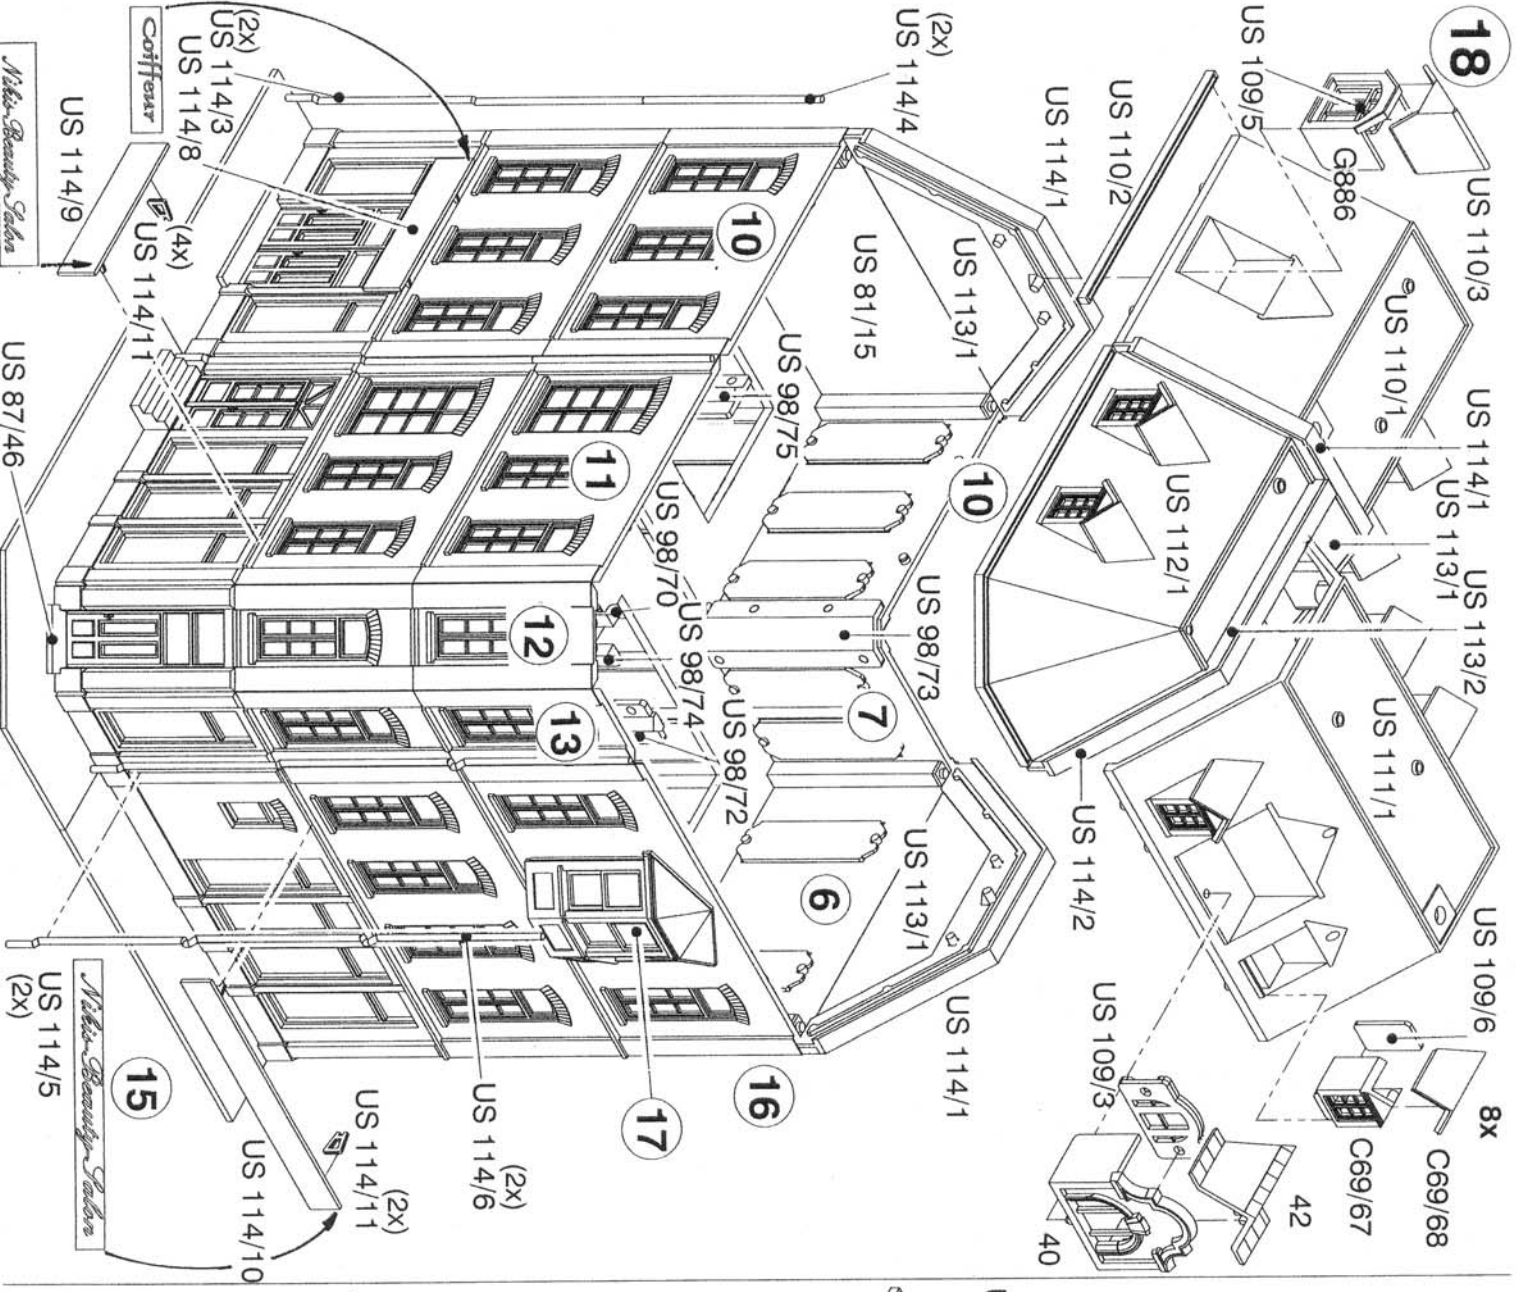 18
US 109/5
G886
US 110/3
US 110/2
US 114/1
US 110/1
US 114/1
US 113/1
US 113/2
US 112/1
US 111/1
US 109/6
8x
C69/68
C69/67
42
40
US 109/3
US 114/2
(2x)
US 114/4
(2x)
US 114/3
US 114/8
Coiffeur
US 113/1
US 81/15
10
US 98/75
10
11
US 98/70
US 98/73
12
US 98/74
7
13
US 98/72
6
US 113/1
US 114/1
16
17
(2x)
US 114/6
(2x)
US 114/11
US 114/10
15
Nikis-Beauty-Salon
US 114/5
(2x)
US 114/9
(4x)
US 114/11
Nikis-Beauty-Salon
US 87/46